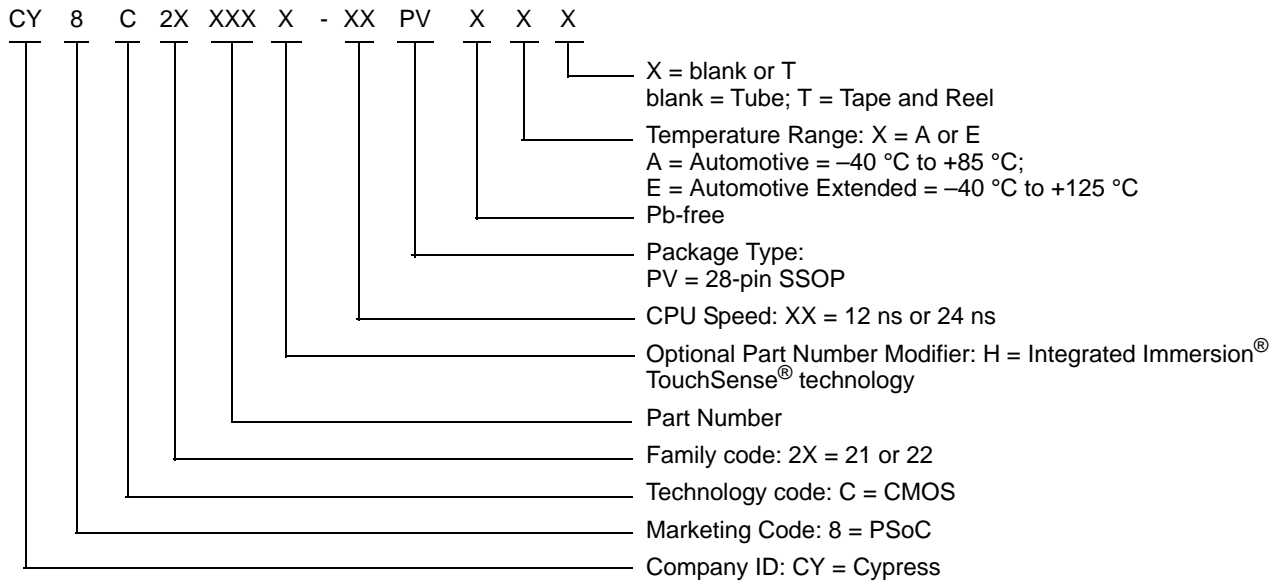 CY 8 C 2X XXX X - XX PV X X X
X = blank or T
blank = Tube; T = Tape and Reel
Temperature Range: X = A or E
A = Automotive = –40 °C to +85 °C;
E = Automotive Extended = –40 °C to +125 °C
Pb-free
Package Type:
PV = 28-pin SSOP
CPU Speed: XX = 12 ns or 24 ns
Optional Part Number Modifier: H = Integrated Immersion®
TouchSense® technology
Part Number
Family code: 2X = 21 or 22
Technology code: C = CMOS
Marketing Code: 8 = PSoC
Company ID: CY = Cypress